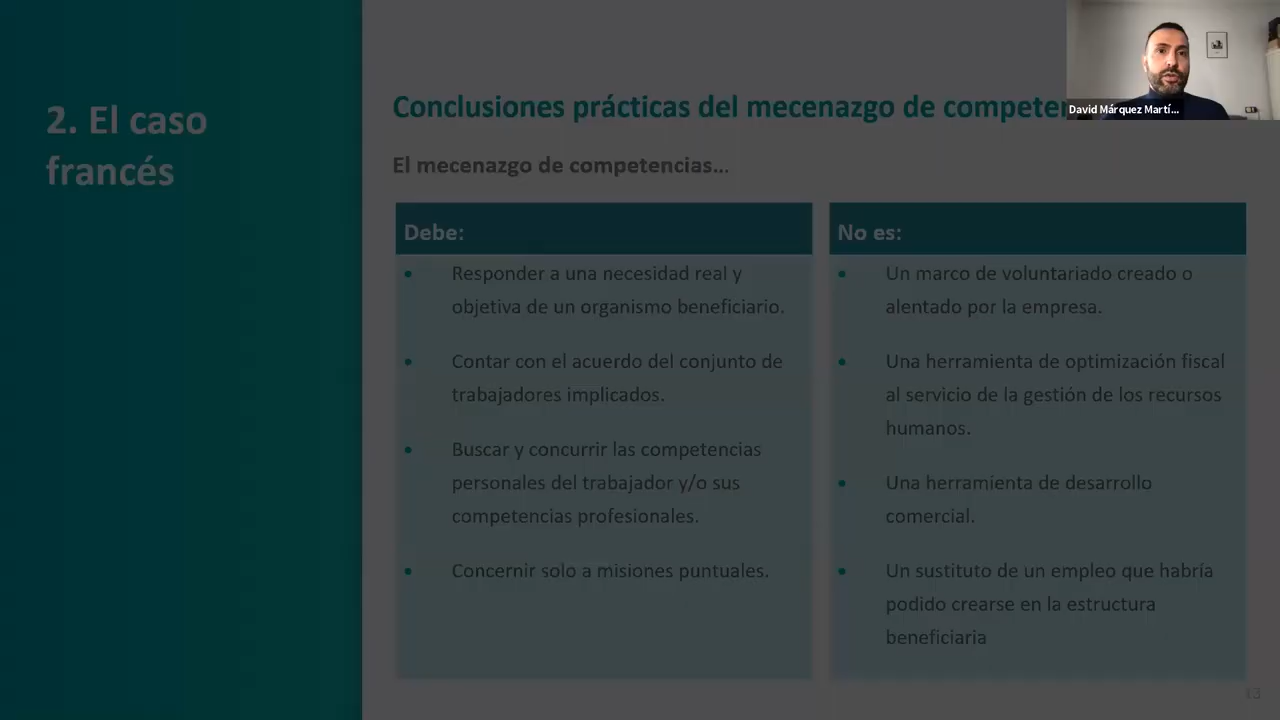 2. El caso
francés
Conclusiones prácticas del mecenazgo de compete
David Márquez Martí...
El mecenazgo de competencias...
Debe:
• Responder a una necesidad real y
objetiva de un organismo beneficiario.
• Contar con el acuerdo del conjunto de
trabajadores implicados.
• Buscar y concurrir las competencias
personales del trabajador y/o sus
competencias profesionales.
• Concernir solo a misiones puntuales.
No es:
• Un marco de voluntariado creado o
alentado por la empresa.
• Una herramienta de optimización fiscal
al servicio de la gestión de los recursos
humanos.
• Una herramienta de desarrollo
comercial.
• Un sustituto de un empleo que habría
podido crearse en la estructura
beneficiaria
13